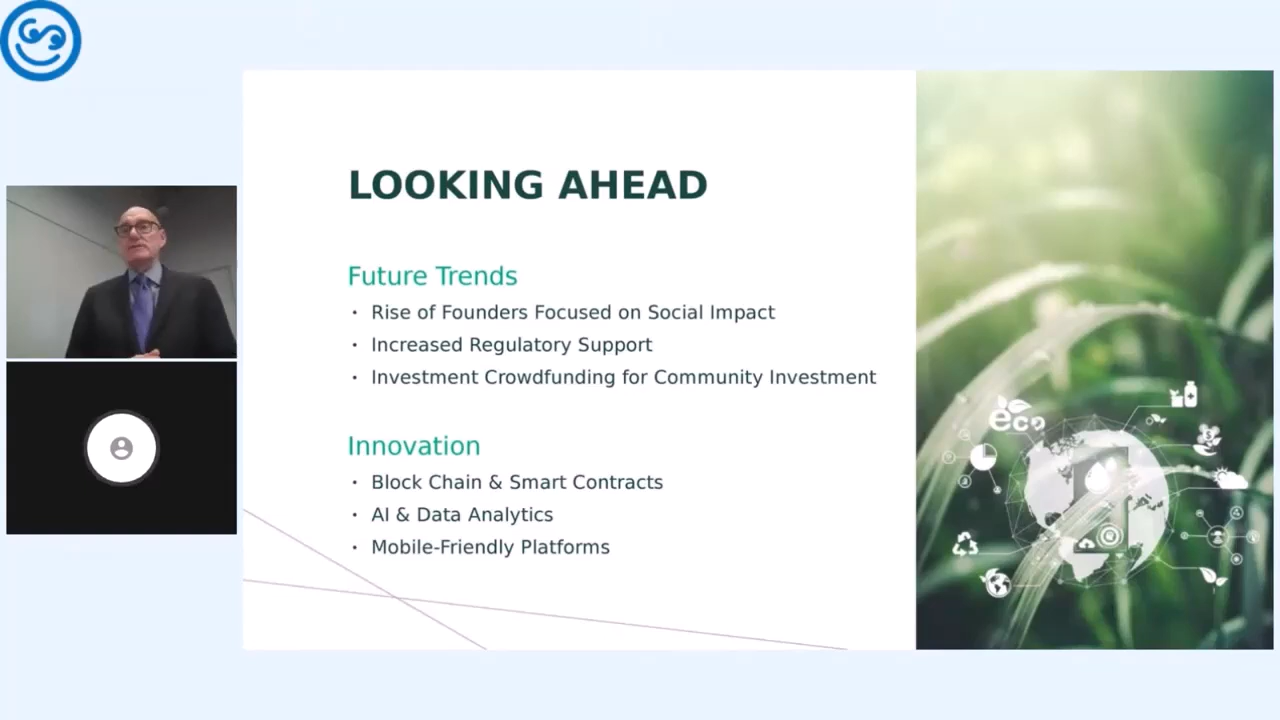 LOOKING AHEAD
Future Trends
· Rise of Founders Focused on Social Impact
· Increased Regulatory Support
· Investment Crowdfunding for Community Investment
Innovation
· Block Chain & Smart Contracts
· AI & Data Analytics
· Mobile-Friendly Platforms
eco